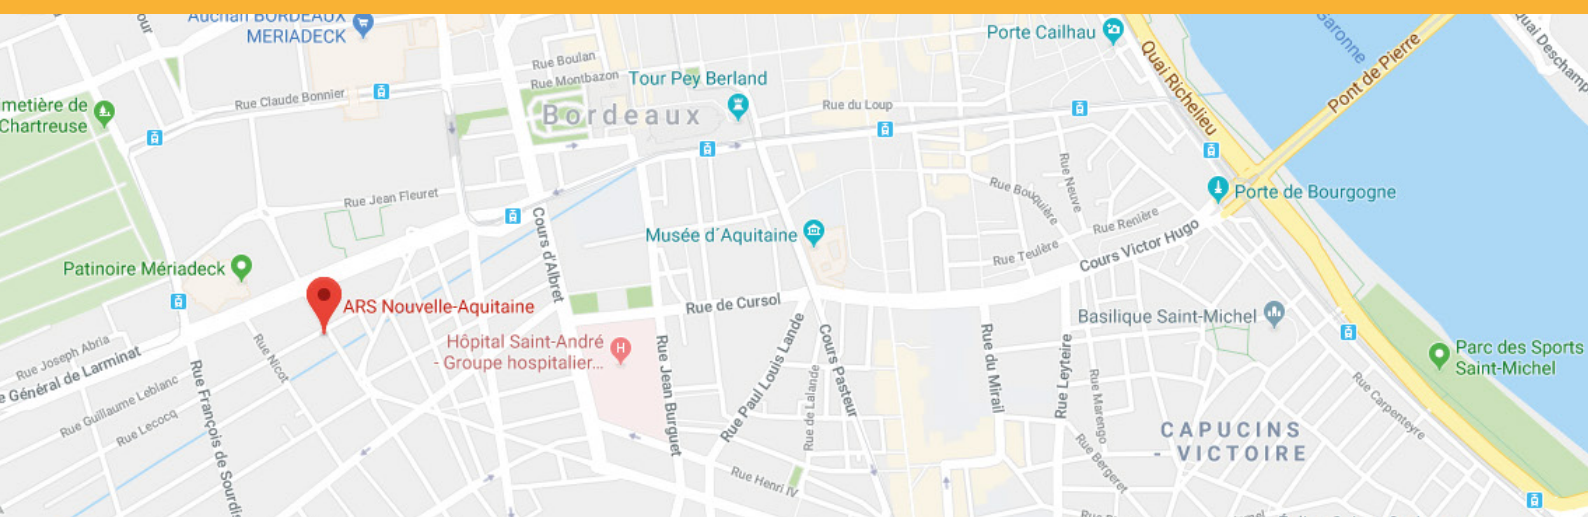 Auchan BORDEAUX
MERIADECK
Rue Boulan
Rue Montbazon
Tour Pey Berland
Porte Cailhau
Quai Richelieu
Garonne
Pont de Pierre
Quai Deschamp
metière de
Chartreuse
Rue Claude Bonnier
Bordeaux
Rue du Loup
Rue Jean Fleuret
Cours d'Albret
Musée d´Aquitaine
Rue Bouquière
Rue Neuve
Rue Renière
Rue Teulère
Cours Victor Hugo
Porte de Bourgogne
Patinoire Mériadeck
ARS Nouvelle-Aquitaine
Rue de Cursol
Basilique Saint-Michel
Hôpital Saint-André
- Groupe hospitalier...
H
Rue Joseph Abria
e Général de Larminat
Rue Nicot
Rue Guillaume Leblanc
Rue Lecocq
Rue François de Sourdis
Rue Jean Burguet
Rue Paul Louis Lande
Rue de Lalande
Cours Pasteur
Rue du Mirail
Rue Leyteire
Rue Marengo
Rue Bergeret
Rue Carpenteyre
Parc des Sports
Saint-Michel
CAPUCINS
- VICTOIRE
Rue Henri IV